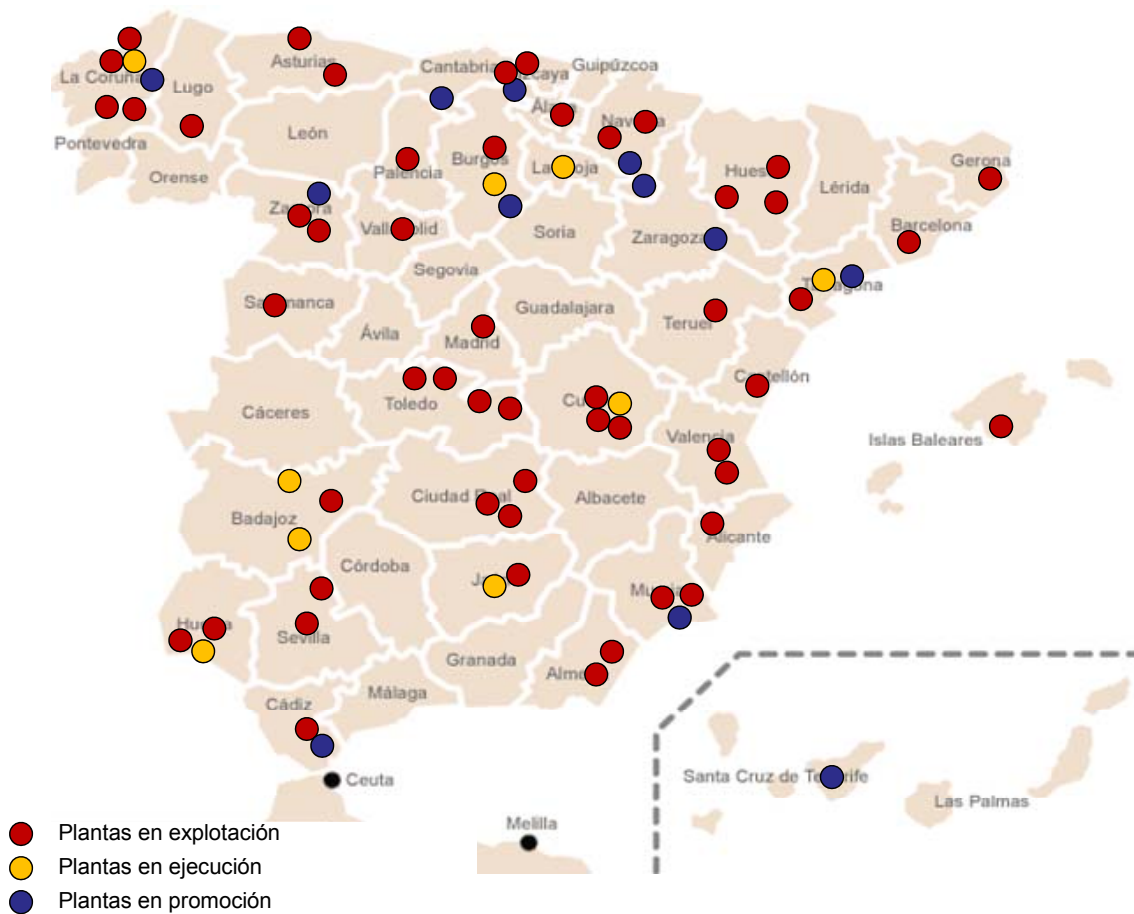 Asturias
Cantabria
Guipúzcoa
La Coruña
Lugo
León
Navarra
Pontevedra
Orense
Palencia
Burgos
La Rioja
Huesca
Lérida
Gerona
Zamora
Valladolid
Soria
Zaragoza
Barcelona
Segovia
Tarragona
Salamanca
Guadalajara
Ávila
Madrid
Teruel
Castellón
Cáceres
Toledo
Cuenca
Valencia
Islas Baleares
Badajoz
Ciudad Real
Albacete
Alicante
Córdoba
Jaén
Murcia
Huelva
Sevilla
Granada
Almería
Málaga
Cádiz
Ceuta
Santa Cruz de Tenerife
Las Palmas
Melilla
Plantas en explotación
Plantas en ejecución
Plantas en promoción